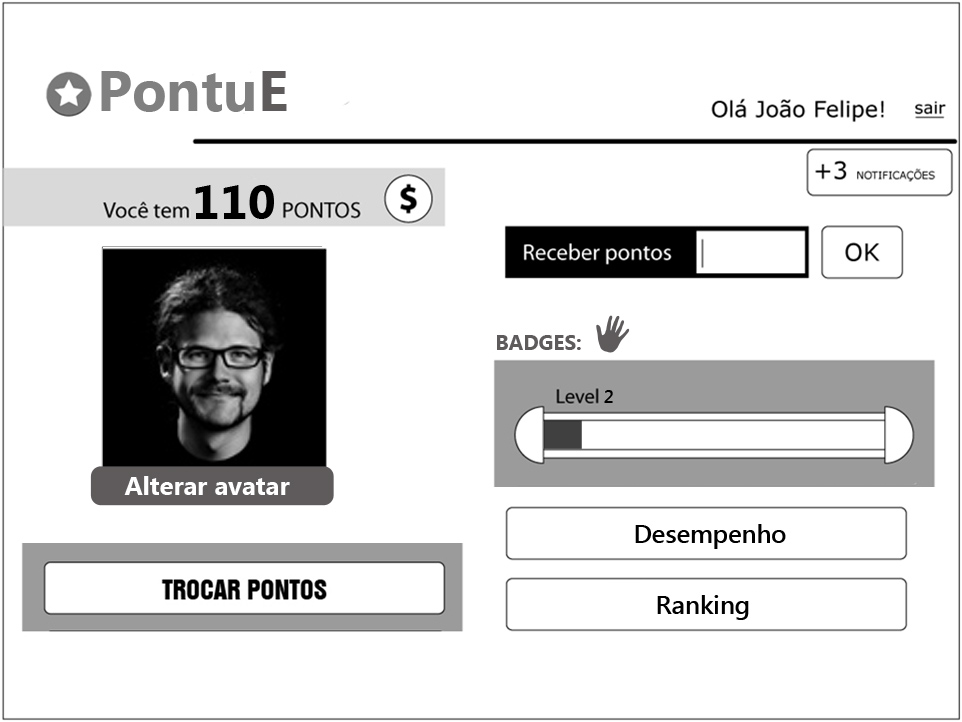 PontuE
Olá João Felipe! sair
+3 NOTIFICAÇÕES
Você tem 110 PONTOS $
Receber pontos OK
BADGES:
Level 2
Alterar avatar
Desempenho
TROCAR PONTOS
Ranking